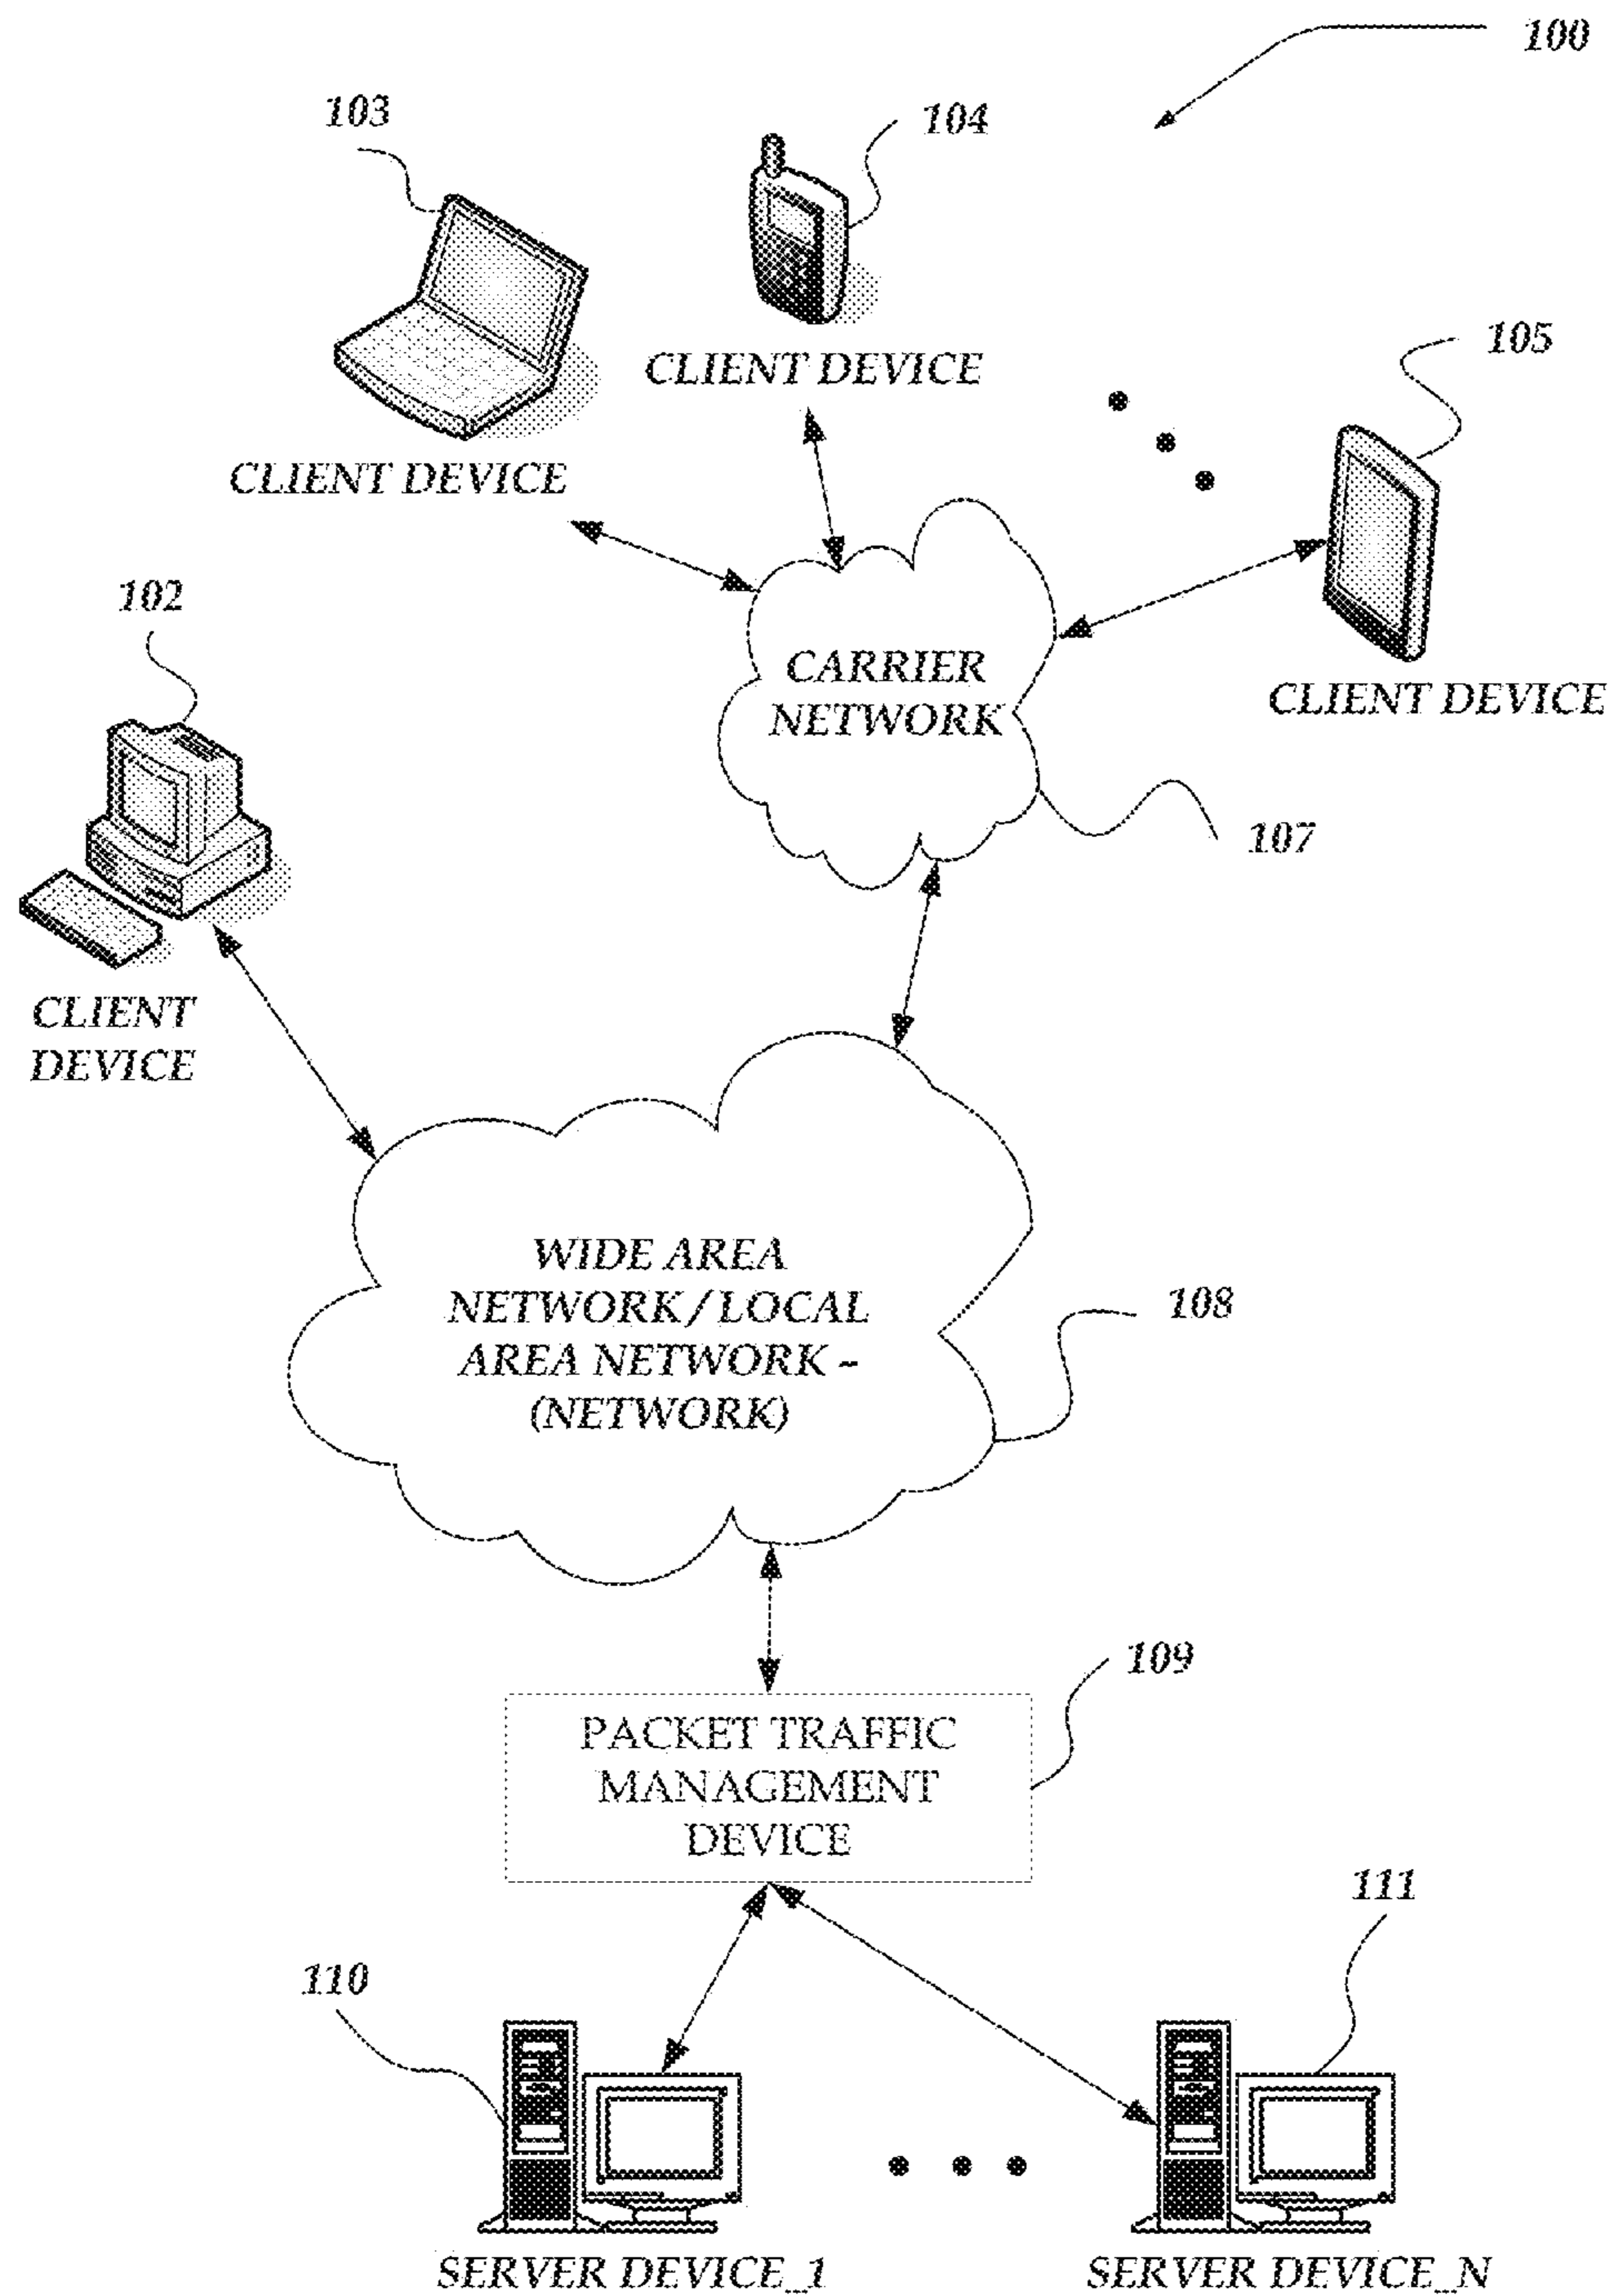 100
103
104
CLIENT DEVICE
105
CLIENT DEVICE
102
CARRIER
NETWORK
CLIENT DEVICE
107
CLIENT
DEVICE
WIDE AREA
NETWORK/LOCAL
AREA NETWORK -
(NETWORK)
108
109
PACKET TRAFFIC
MANAGEMENT
DEVICE
111
110
SERVER DEVICE_1
SERVER DEVICE_N